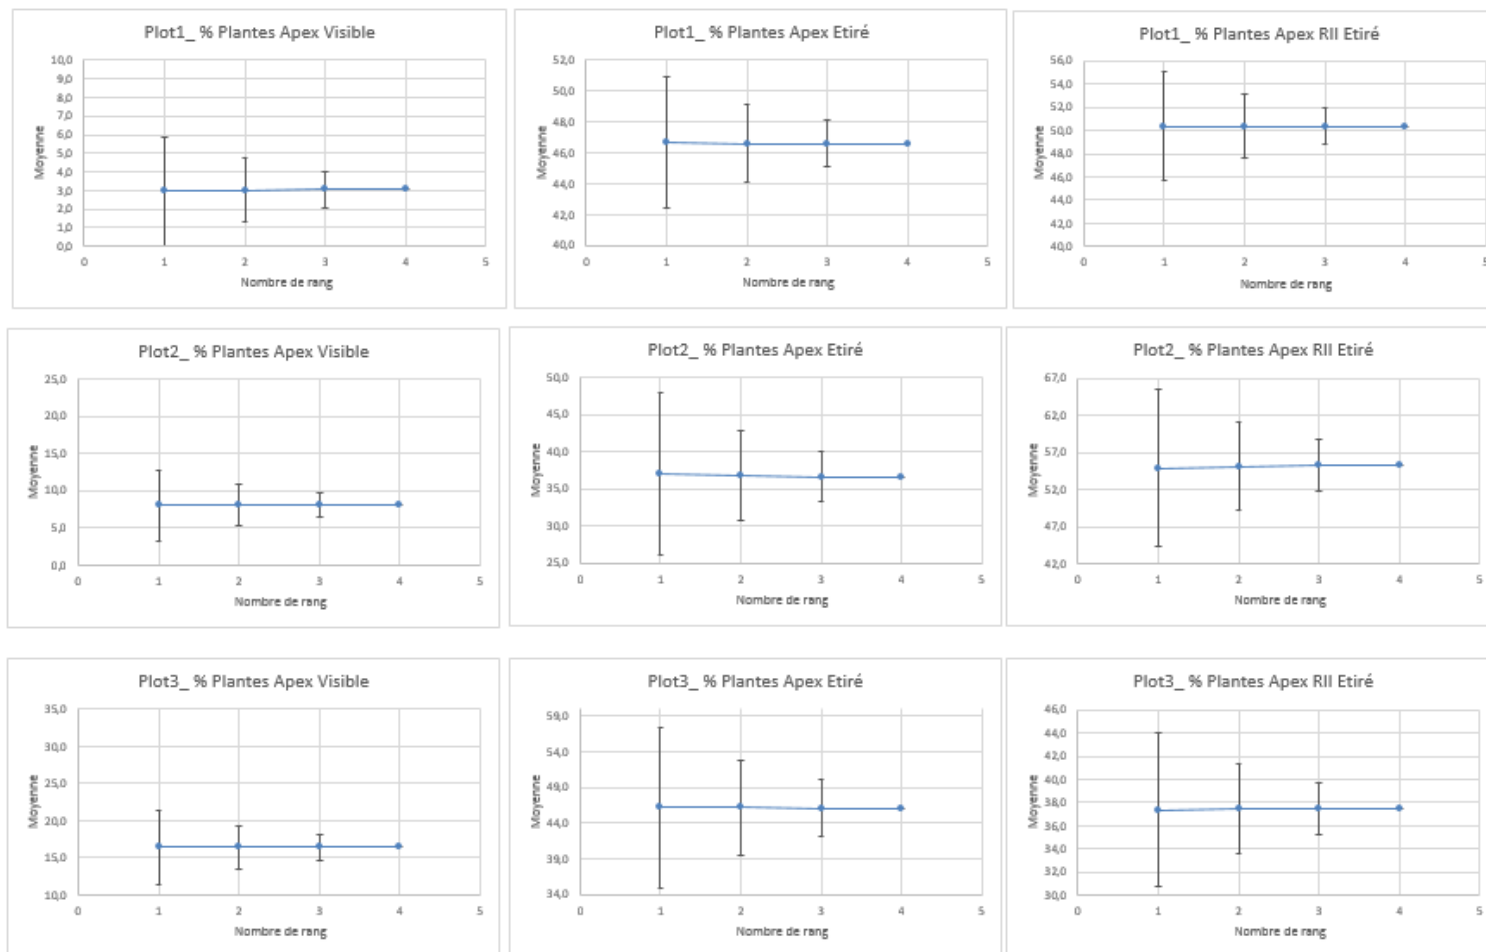 Plot1_ % Plantes Apex Visible
10,0
9,0
8,0
7,0
6,0
5,0
4,0
3,0
2,0
1,0
0,0
Moyenne
0 1 2 3 4 5
Nombre de rang
Plot1_ % Plantes Apex Etiré
52,0
50,0
48,0
46,0
44,0
42,0
40,0
Moyenne
0 1 2 3 4 5
Nombre de rang
Plot1_ % Plantes Apex RII Etiré
56,0
54,0
52,0
50,0
48,0
46,0
44,0
42,0
40,0
Moyenne
0 1 2 3 4 5
Nombre de rang
Plot2_ % Plantes Apex Visible
25,0
20,0
15,0
10,0
5,0
0,0
Moyenne
0 1 2 3 4 5
Nombre de rang
Plot2_ % Plantes Apex Etiré
50,0
45,0
40,0
35,0
30,0
25,0
Moyenne
0 1 2 3 4 5
Nombre de rang
Plot2_ % Plantes Apex RII Etiré
67,0
62,0
57,0
52,0
47,0
42,0
Moyenne
0 1 2 3 4 5
Nombre de rang
Plot3_ % Plantes Apex Visible
35,0
30,0
25,0
20,0
15,0
10,0
Moyenne
0 1 2 3 4 5
Nombre de rang
Plot3_ % Plantes Apex Etiré
59,0
54,0
49,0
44,0
39,0
34,0
Moyenne
0 1 2 3 4 5
Nombre de rang
Plot3_ % Plantes Apex RII Etiré
46,0
44,0
42,0
40,0
38,0
36,0
34,0
32,0
30,0
Moyenne
0 1 2 3 4 5
Nombre de rang